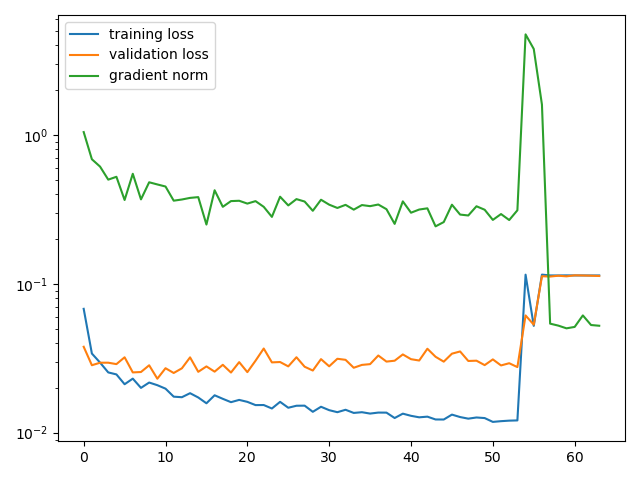 training loss
validation loss
gradient norm
10⁰
10⁻¹
10⁻²
0 10 20 30 40 50 60